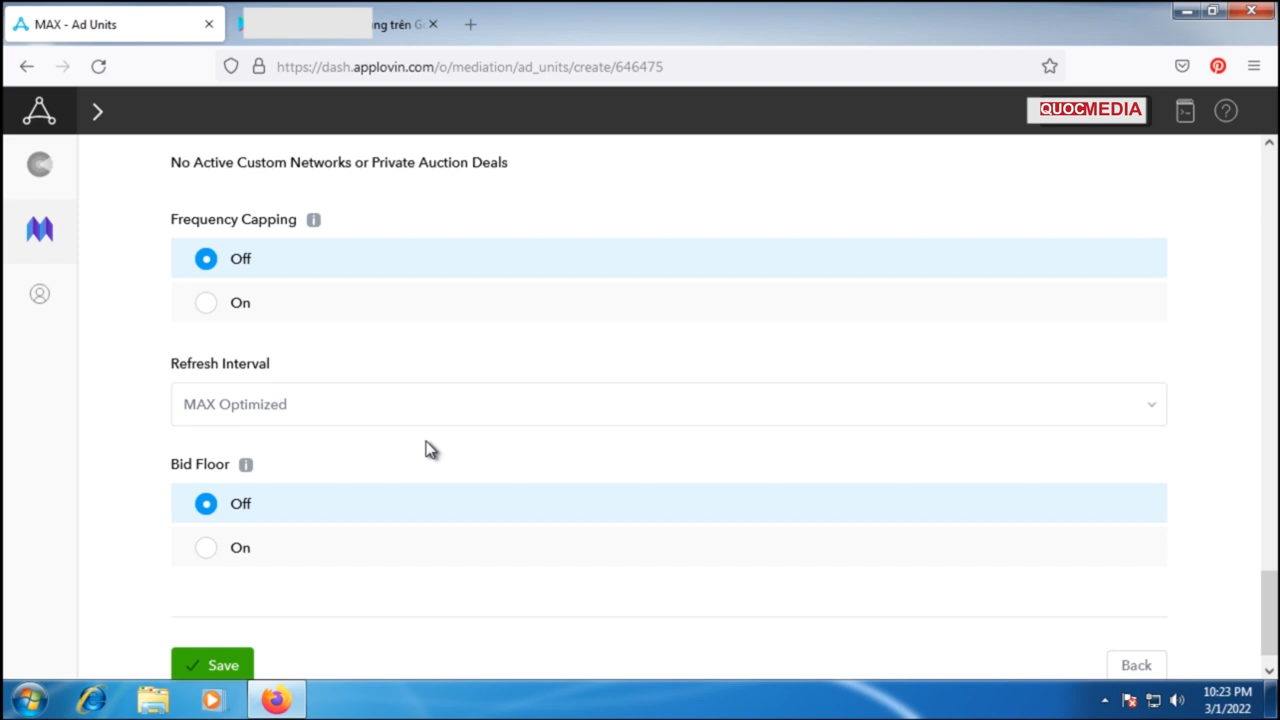 MAX - Ad Units
ng trên G
https://dash.applovin.com/o/mediation/ad_units/create/646475
QUOCMEDIA
No Active Custom Networks or Private Auction Deals
Frequency Capping
Off
On
Refresh Interval
MAX Optimized
Bid Floor
Off
On
Save
Back
10:23 PM
3/1/2022